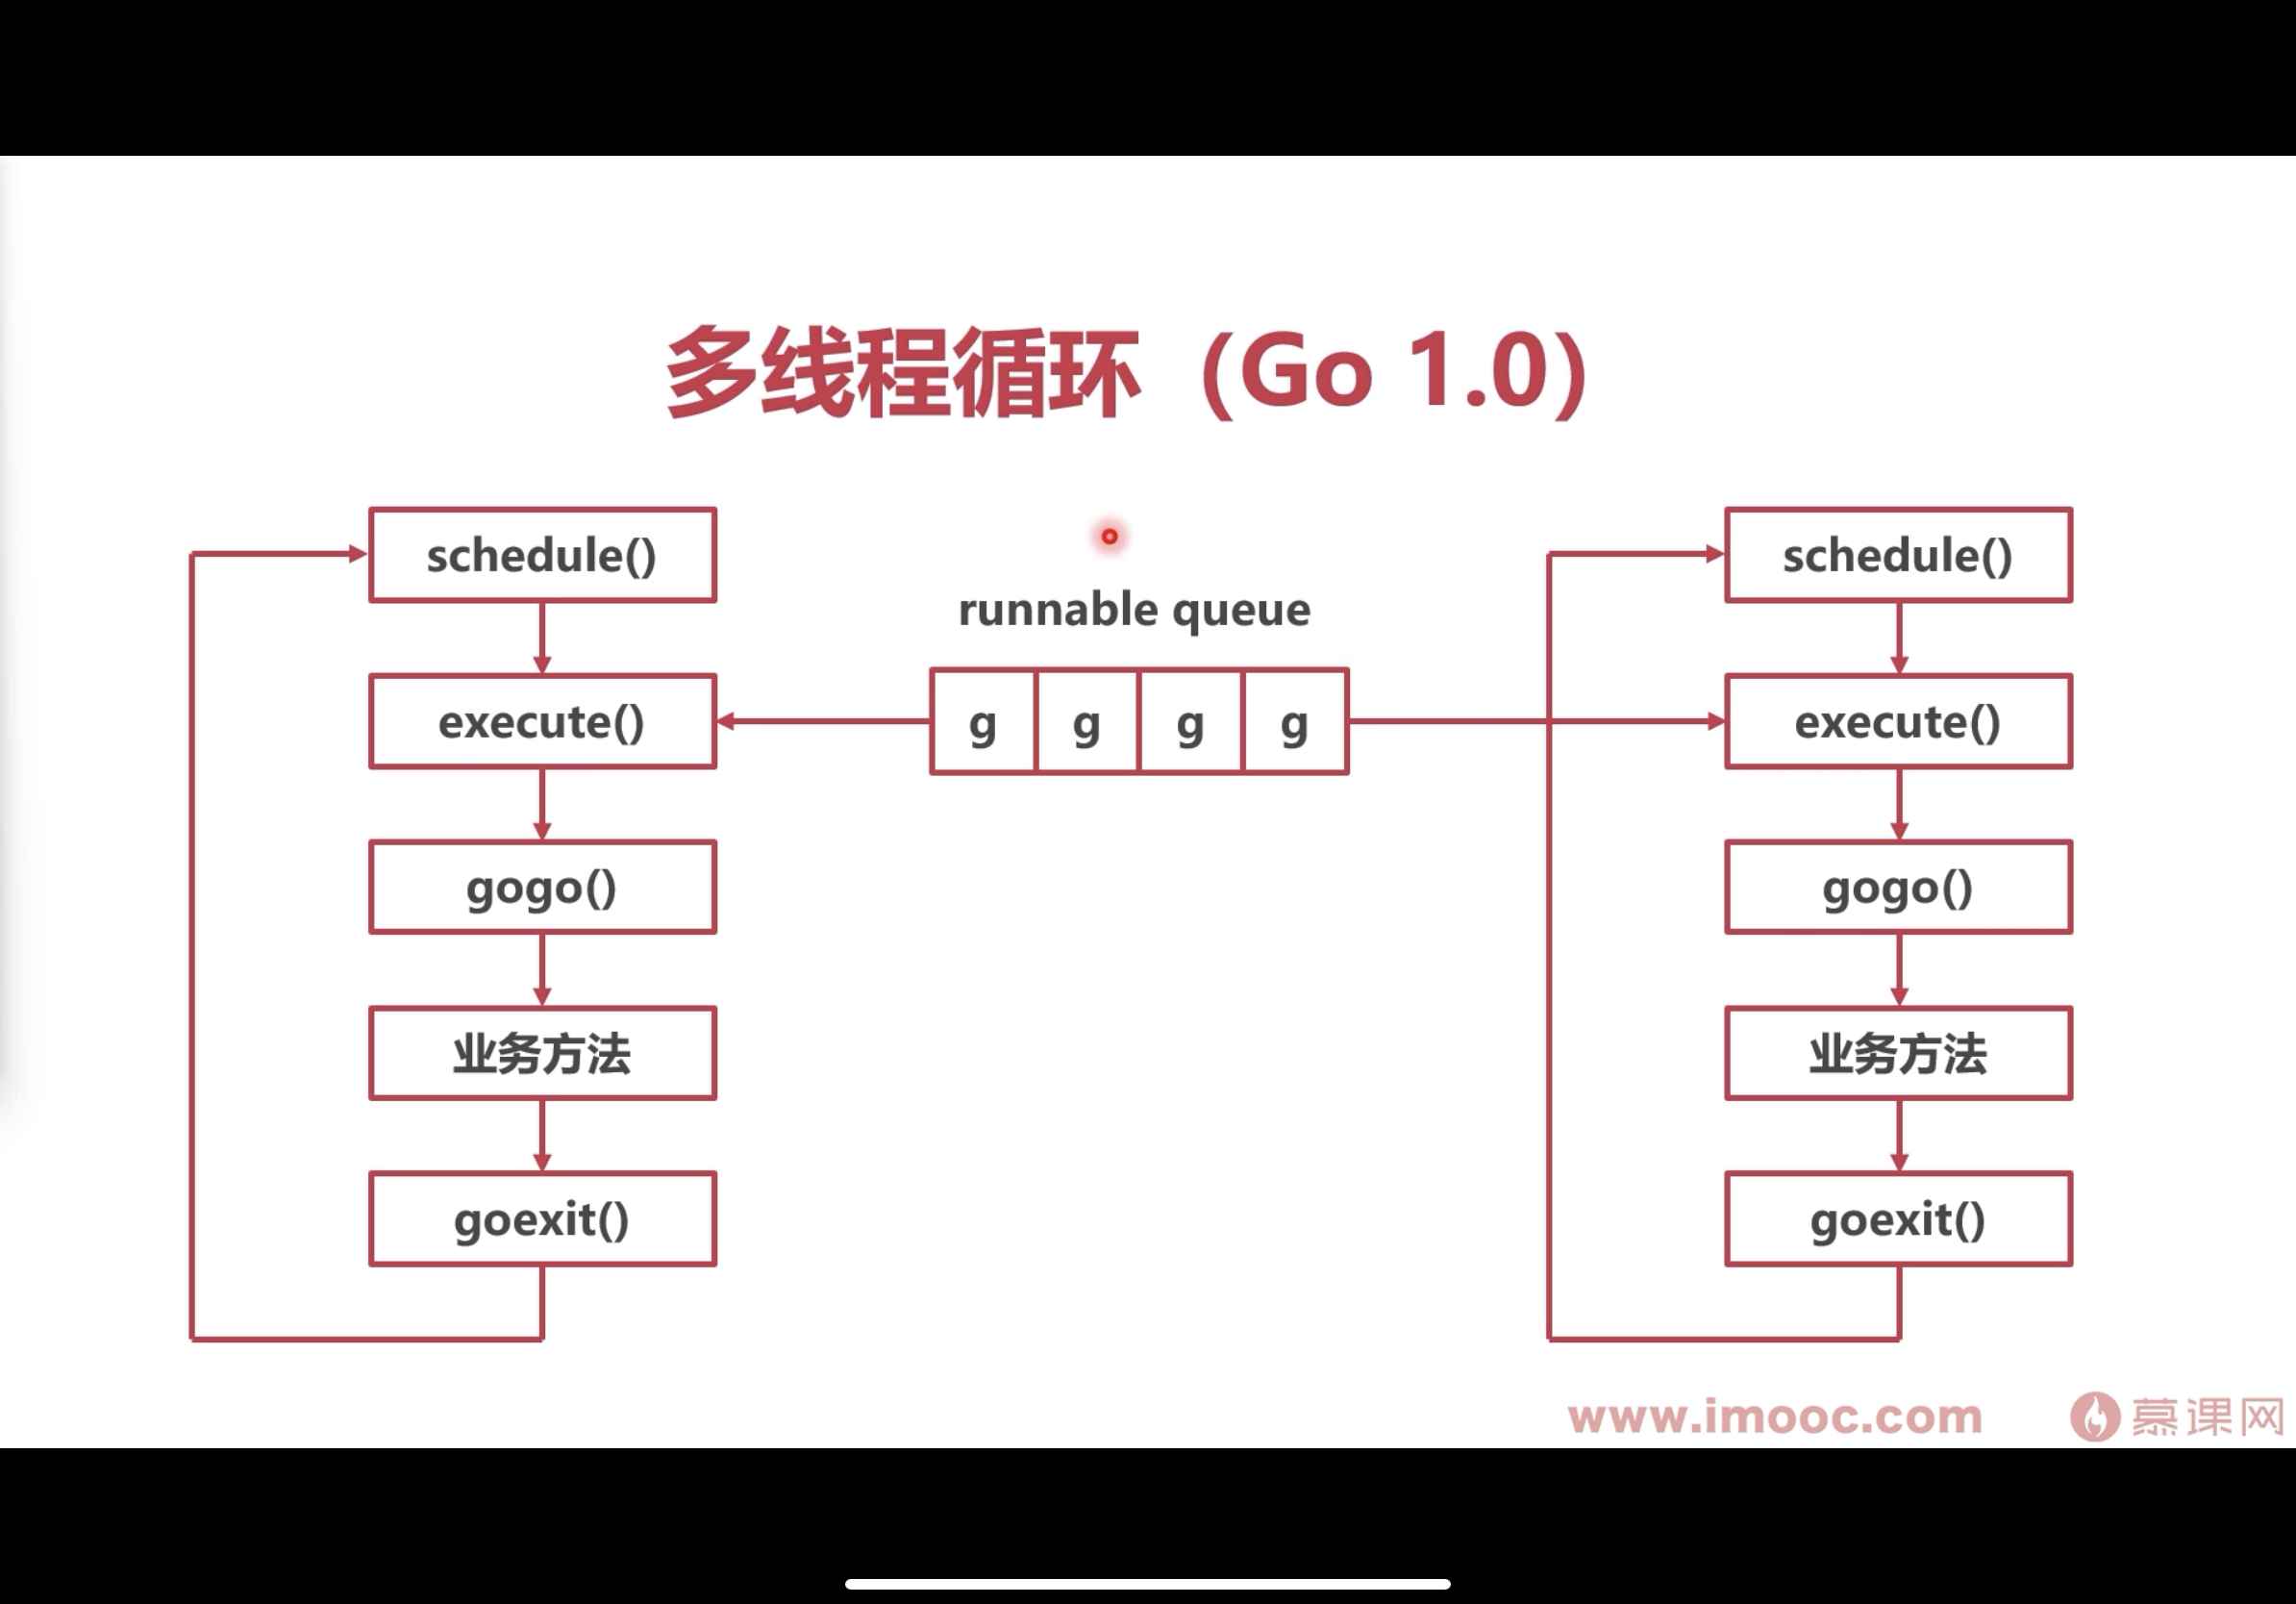 多线程循环（Go 1.0）
schedule()
execute()
gogo()
业务方法
goexit()
runnable queue
g g g g
schedule()
execute()
gogo()
业务方法
goexit()
www.imooc.com 慕课网